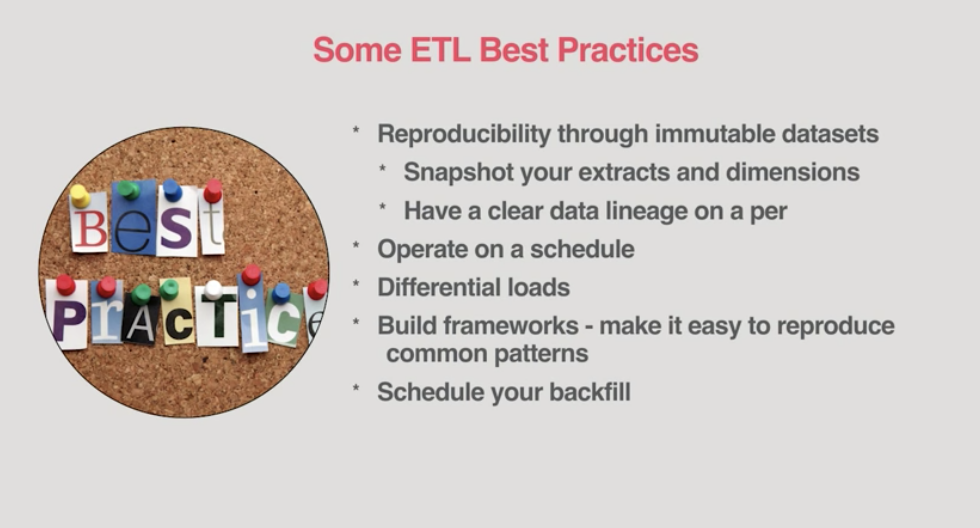 Some ETL Best Practices
Best
Practice
* Reproducibility through immutable datasets
* Snapshot your extracts and dimensions
* Have a clear data lineage on a per
* Operate on a schedule
* Differential loads
* Build frameworks - make it easy to reproduce
common patterns
* Schedule your backfill